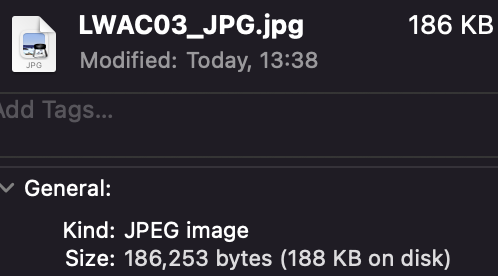 LWAC03_JPG.jpg 186 KB
Modified: Today, 13:38
JPG
Add Tags...
General:
Kind: JPEG image
Size: 186,253 bytes (188 KB on disk)